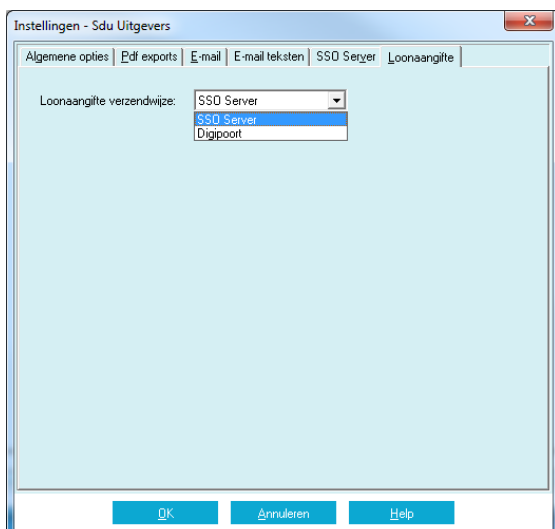 Instellingen - Sdu Uitgevers
Algemene opties Pdf exports E-mail E-mail teksten SSO Server Loonaangifte
Loonaangifte verzendwijze: SSO Server
SSO Server
Digipoort
OK Annuleren Help